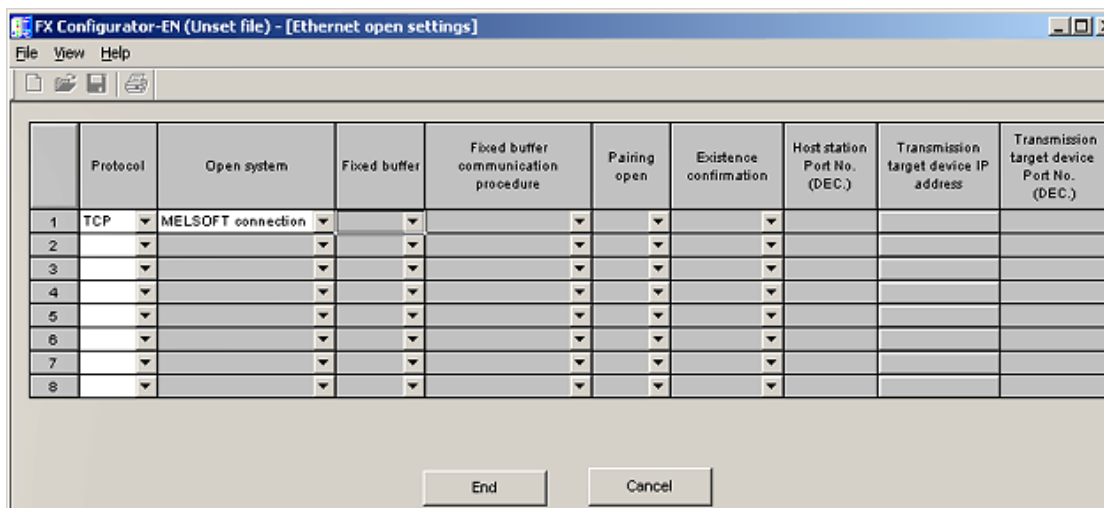 FX Configurator-EN (Unset file) - [Ethernet open settings]
File View Help
Protocol
Open system
Fixed buffer
Fixed buffer
communication
procedure
Pairing
open
Existence
confirmation
Host station
Port No.
(DEC.)
Transmission
target device IP
address
Transmission
target device
Port No.
(DEC.)
1 TCP MELSOFT connection
2
3
4
5
6
7
8
End Cancel